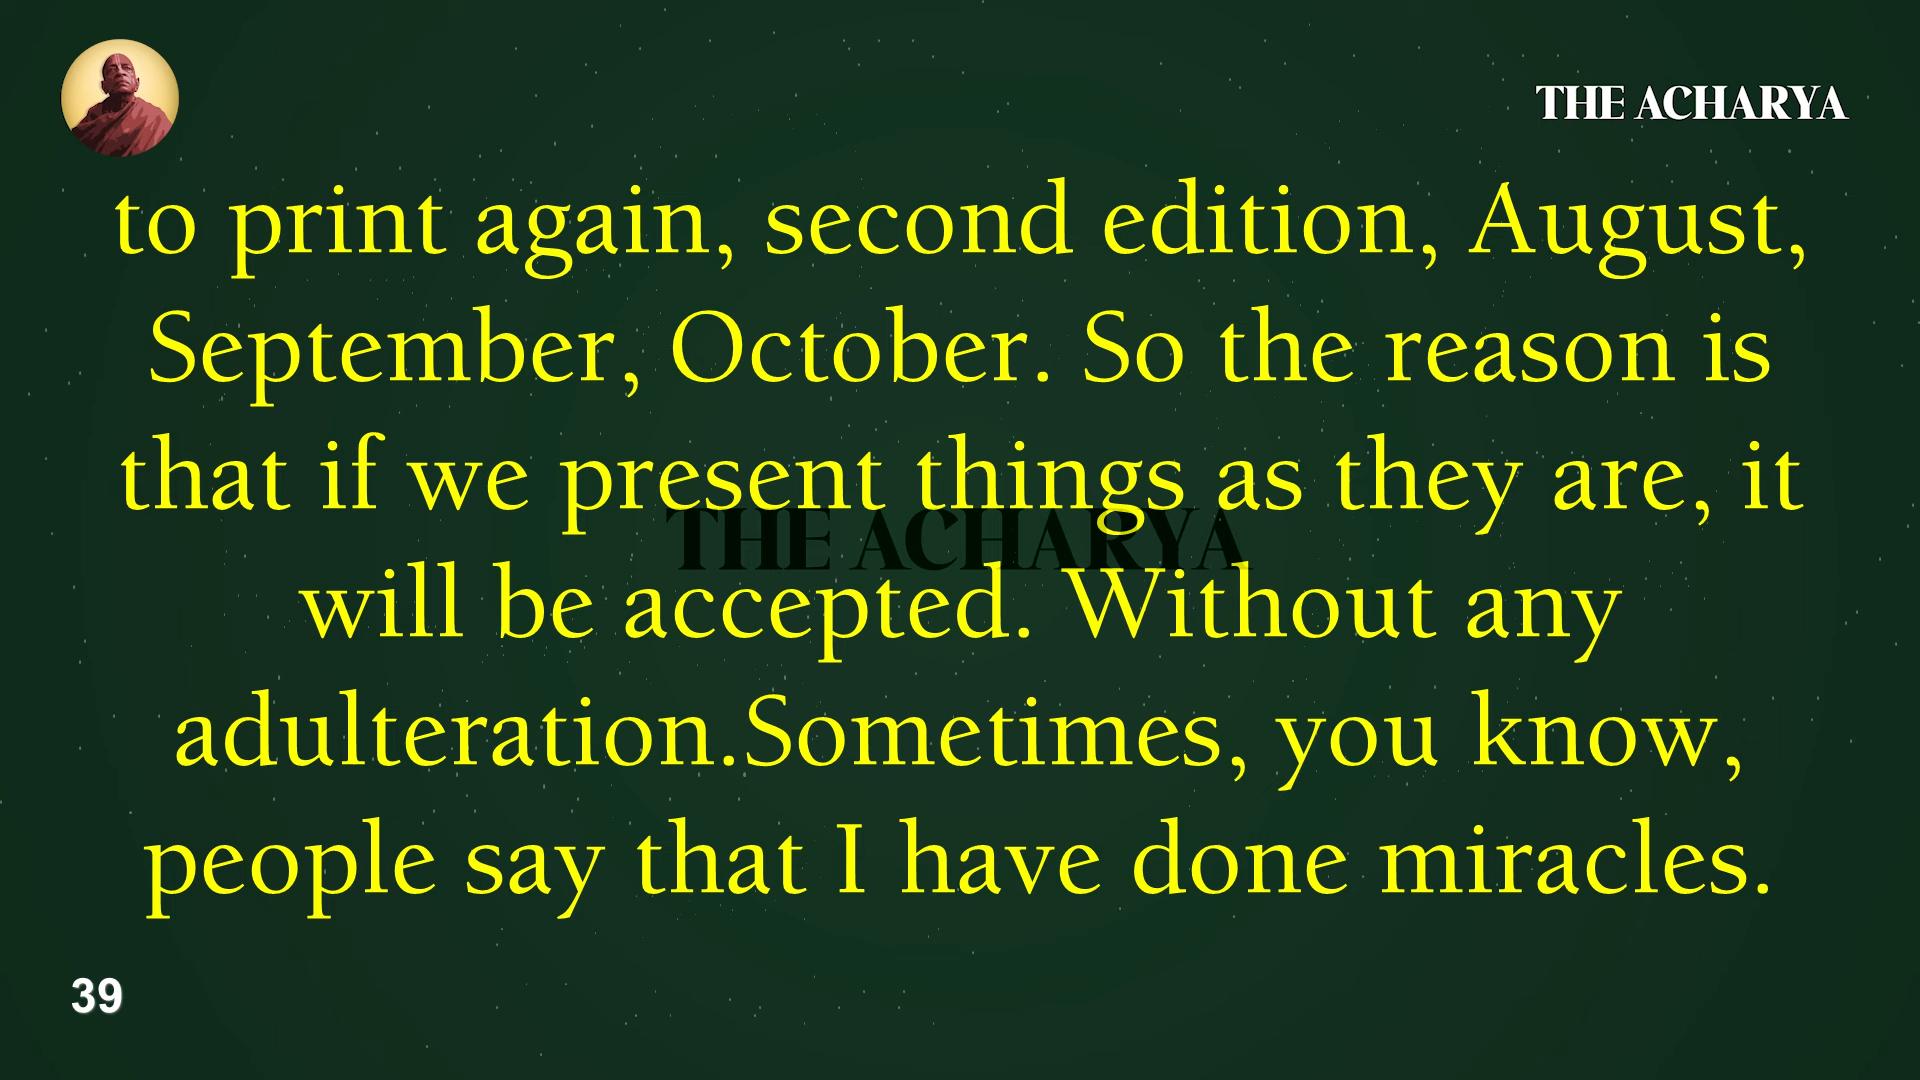 THE ACHARYA
to print again, second edition, August,
September, October. So the reason is
that if we present things as they are, it
THE ACHARYA
will be accepted. Without any
adulteration.Sometimes, you know,
people say that I have done miracles.
39